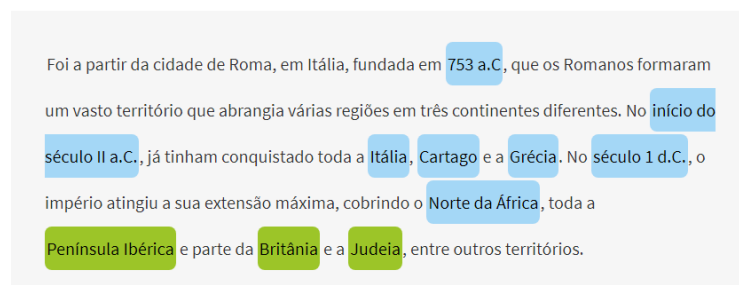 Foi a partir da cidade de Roma, em Itália, fundada em 753 a.C, que os Romanos formaram
um vasto território que abrangia várias regiões em três continentes diferentes. No início do
século II a.C., já tinham conquistado toda a Itália, Cartago e a Grécia. No século 1 d.C., o
império atingiu a sua extensão máxima, cobrindo o Norte da África, toda a
Península Ibérica e parte da Britânia e a Judeia, entre outros territórios.